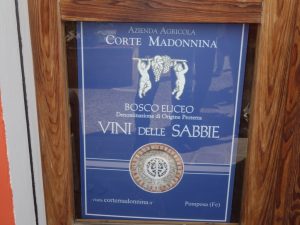 AZIENDA AGRICOLA
CORTE MADONNINA
BOSCO ELICEO
Denominazione di Origine Protetta
VINI DELLE SABBIE
www.cortemadonnina.it
Pomposa (Fe)